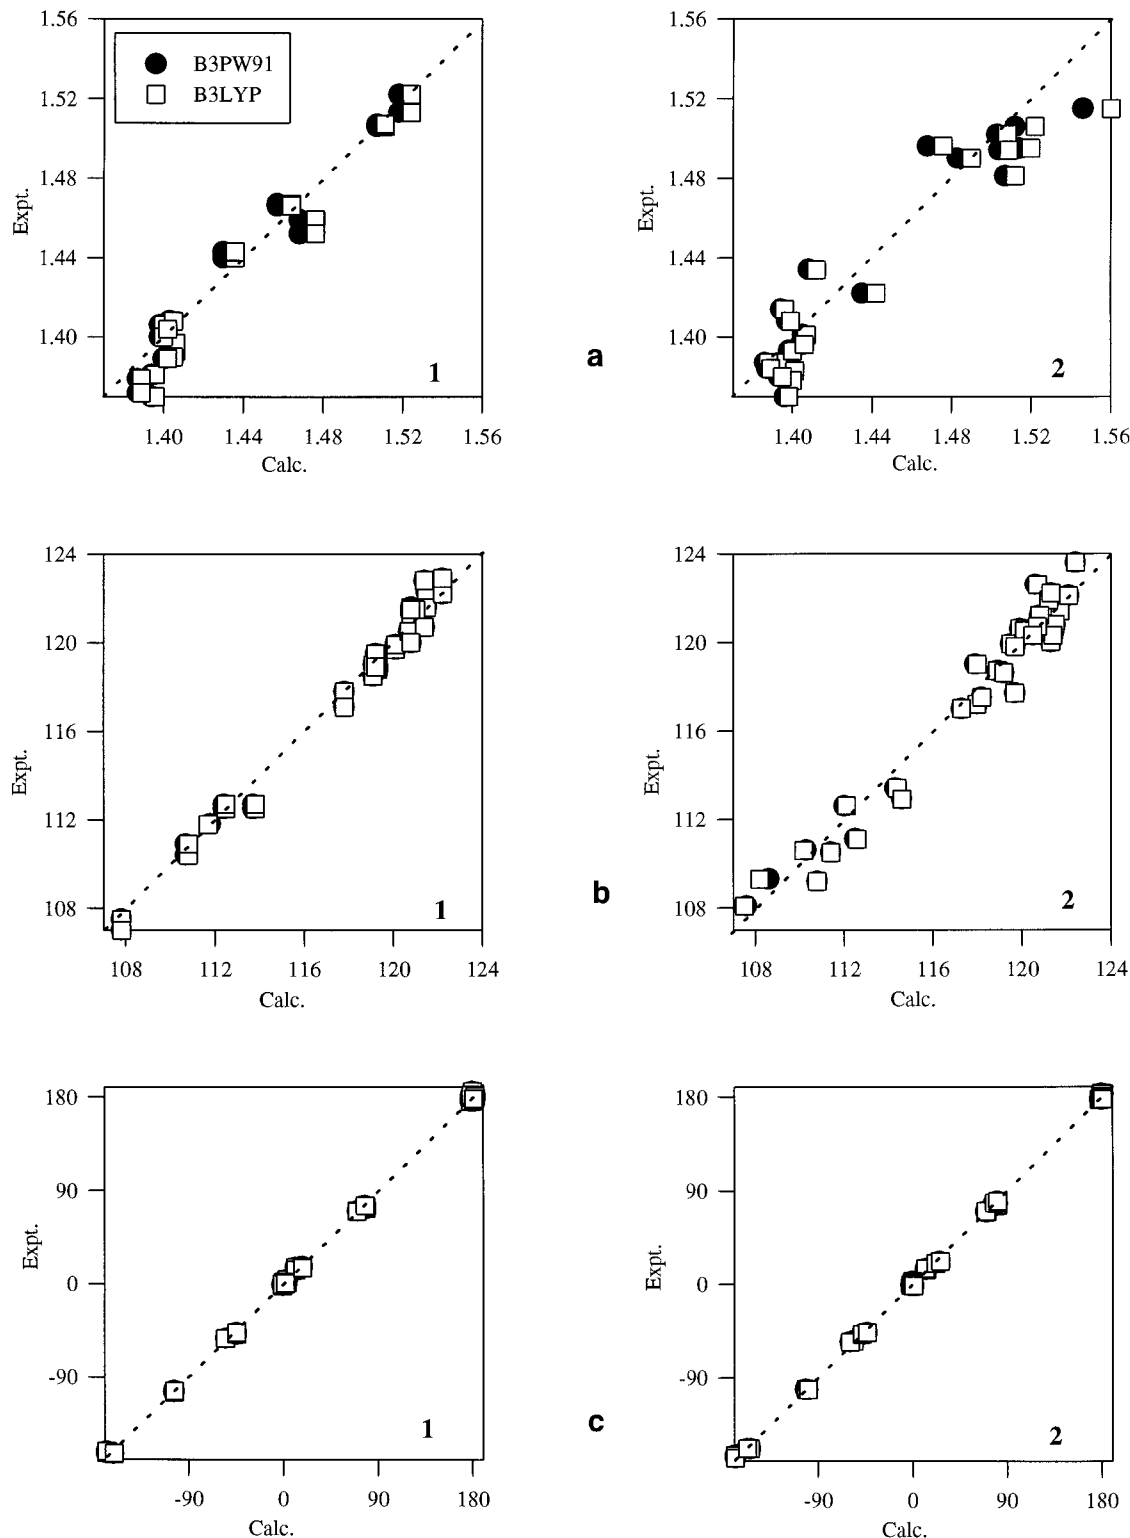 1.56
1.52
1.48
1.44
1.40
Expt.
B3PW91
B3LYP
1
1.40 1.44 1.48 1.52 1.56
Calc.
a
1.56
1.52
1.48
1.44
1.40
Expt.
2
1.40 1.44 1.48 1.52 1.56
Calc.
124
120
116
112
108
Expt.
1
108 112 116 120 124
Calc.
b
124
120
116
112
108
Expt.
2
108 112 116 120 124
Calc.
180
90
0
-90
Expt.
1
-90 0 90 180
Calc.
c
180
90
0
-90
Expt.
2
-90 0 90 180
Calc.